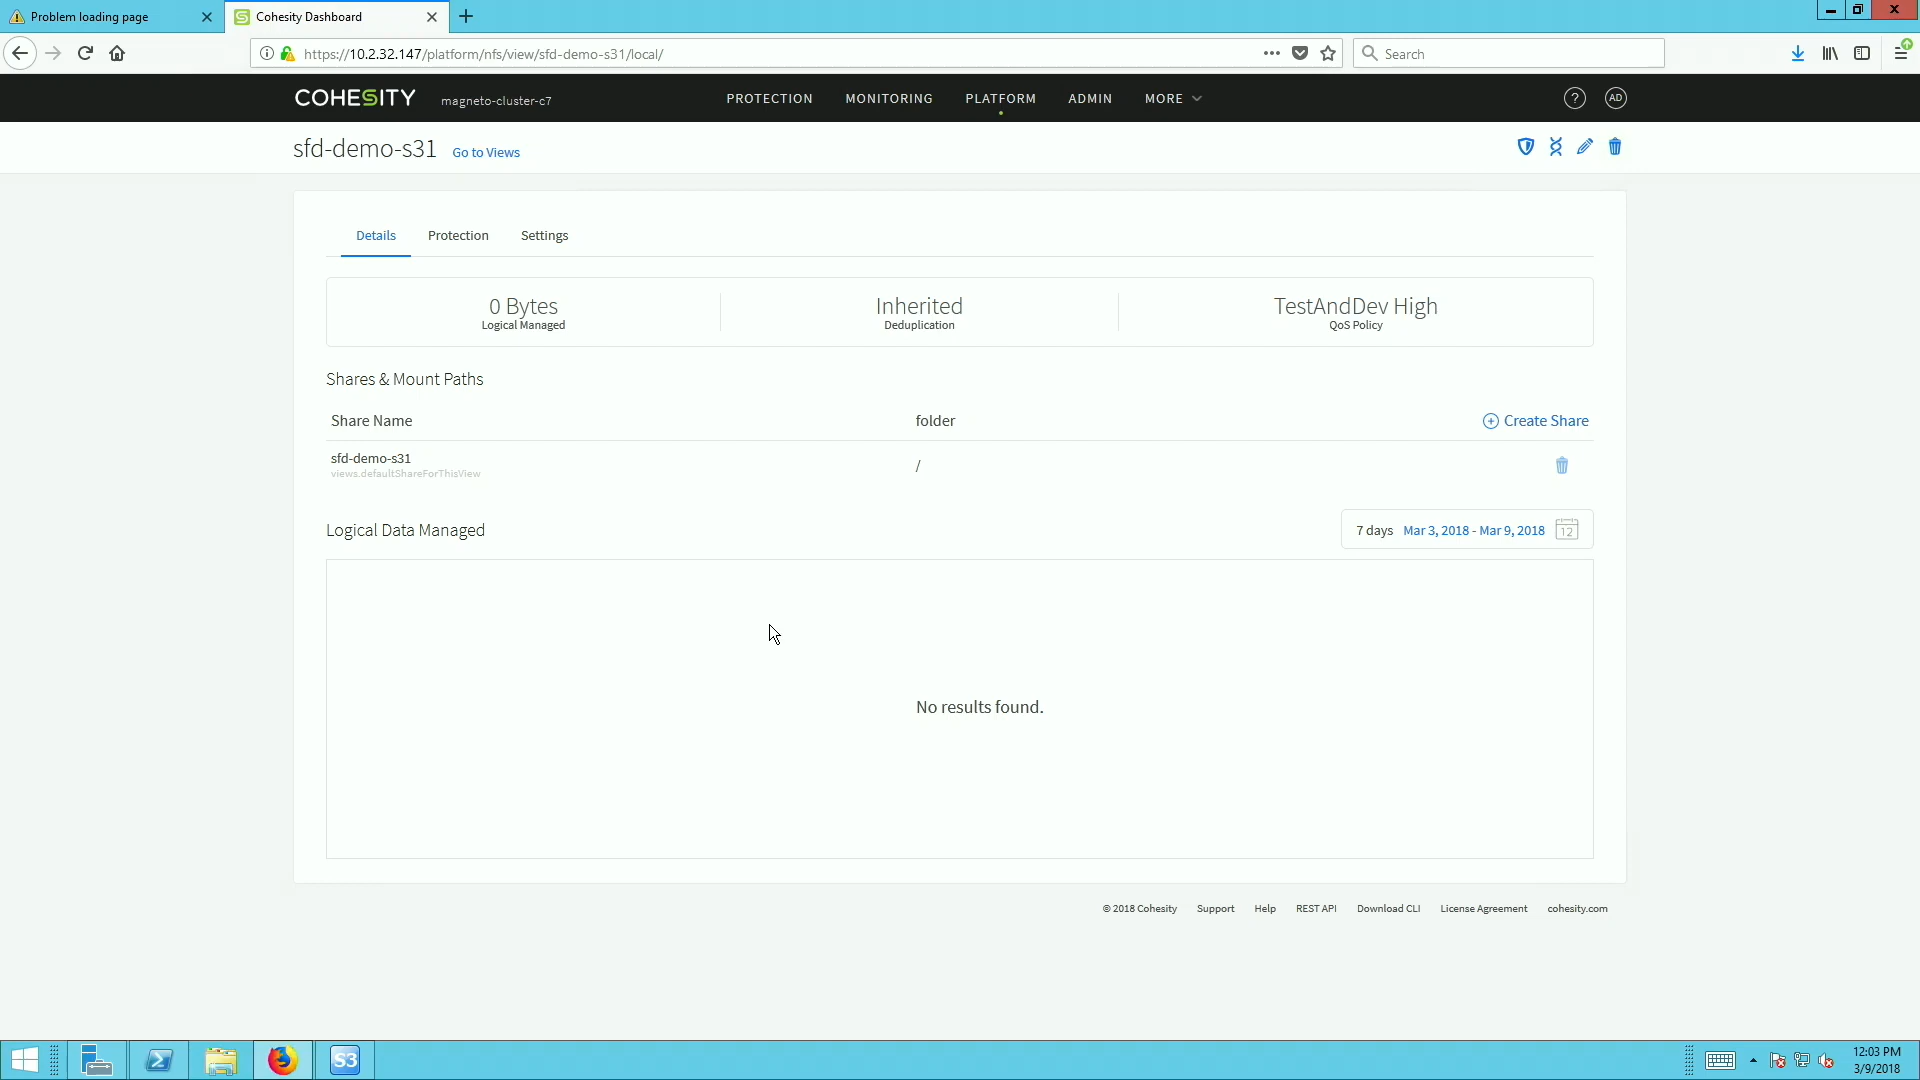 Problem loading page
Cohesity Dashboard
https://10.2.32.147/platform/nfs/view/sfd-demo-s31/local/
Search
COHESITY
magneto-cluster-c7
PROTECTION
MONITORING
PLATFORM
ADMIN
MORE
?
AD
sfd-demo-s31
Go to Views
Details
Protection
Settings
0 Bytes
Logical Managed
Inherited
Deduplication
TestAndDev High
QoS Policy
Shares & Mount Paths
Share Name
folder
Create Share
sfd-demo-s31
views.defaultShareForThisView
/
Logical Data Managed
7 days Mar 3, 2018 - Mar 9, 2018
12
No results found.
© 2018 Cohesity
Support
Help
REST API
Download CLI
License Agreement
cohesity.com
S3
12:03 PM
3/9/2018